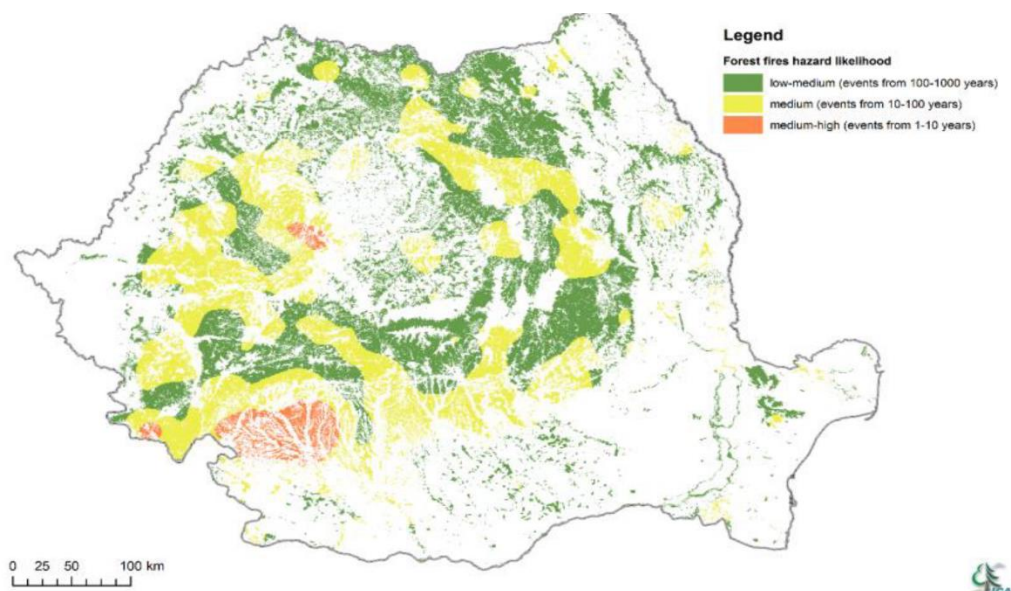 Legend
Forest fires hazard likelihood
low-medium (events from 100-1000 years)
medium (events from 10-100 years)
medium-high (events from 1-10 years)
0 25 50 100 km